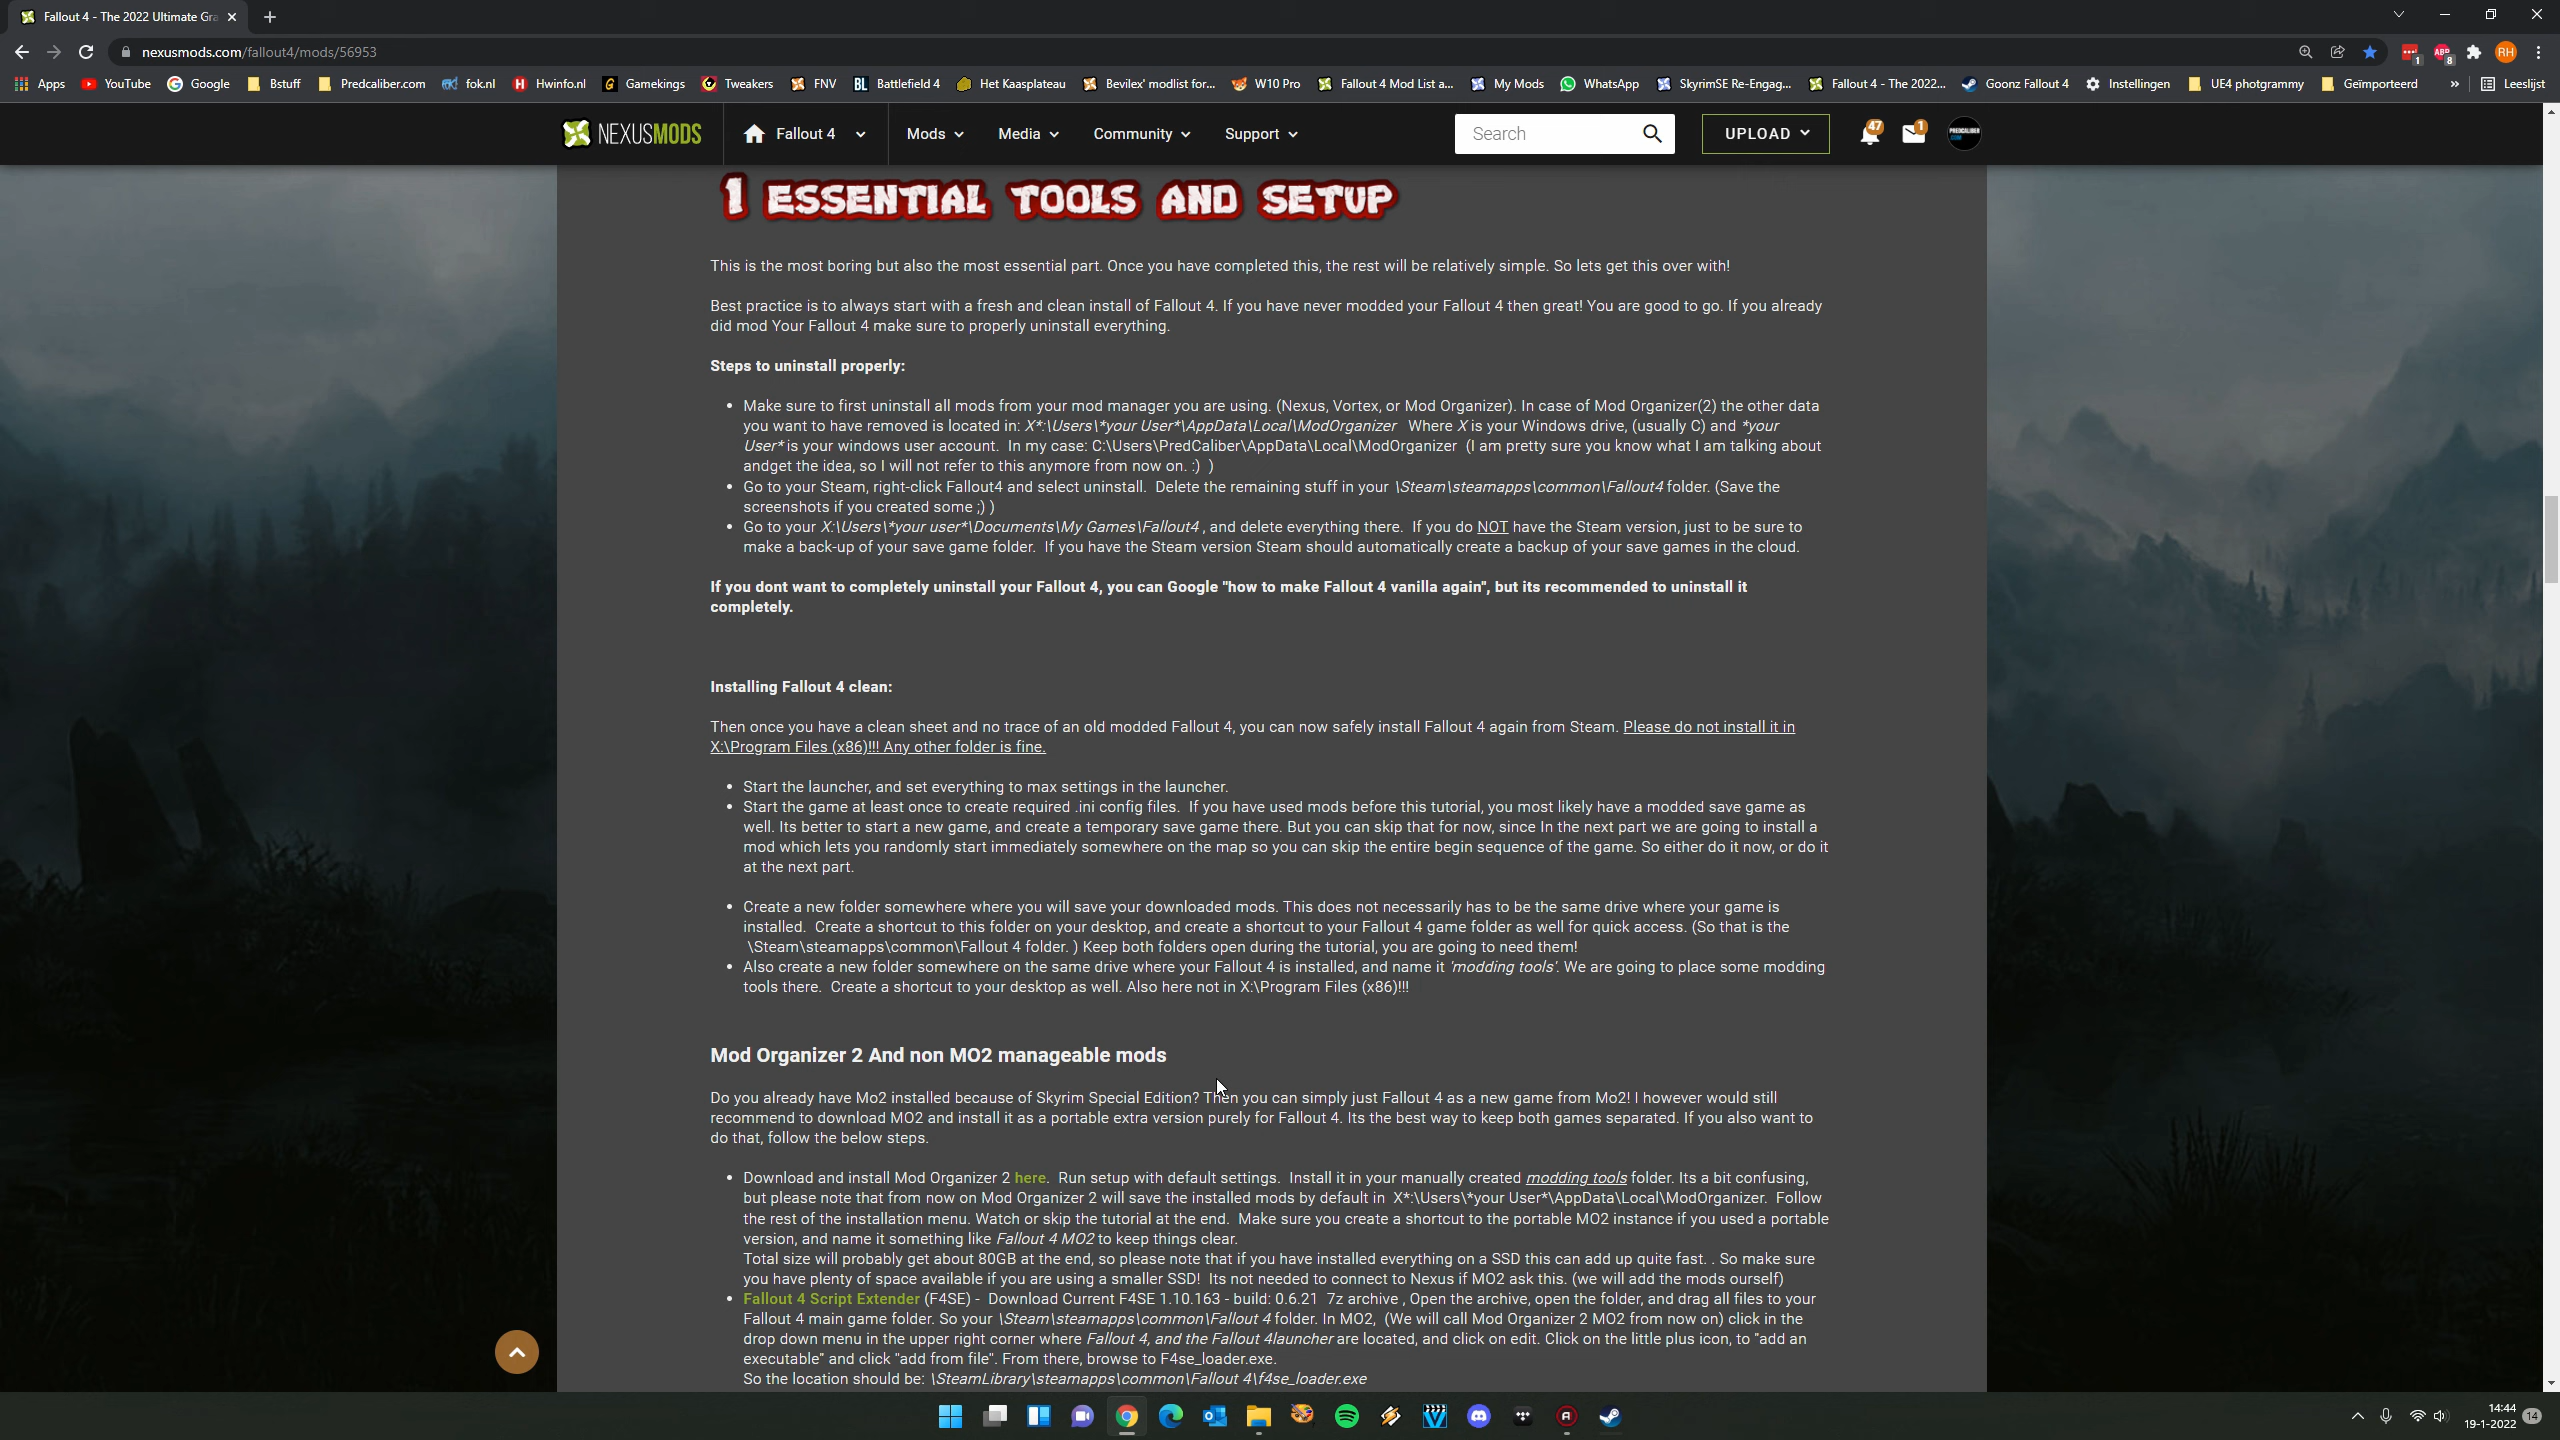 Fallout 4 - The 2022 Ultimate Gra
nexusmods.com/fallout4/mods/56953
1
8
RH
Apps YouTube Google Bstuff Predcaliber.com fok.nl Hwinfo.nl Gamekings Tweakers FNV Battlefield 4 Het Kaasplateau Bevilex' modlist for... W10 Pro Fallout 4 Mod List a... My Mods WhatsApp SkyrimSE Re-Engag... Fallout 4 - The 2022... Goonz Fallout 4 Instellingen UE4 photgrammy Geïmporteerd » Leeslijst
NEXUSMODS Fallout 4 Mods Media Community Support Search UPLOAD 47 1 PREDCALIBER
1 ESSENTIAL TOOLS AND SETUP
This is the most boring but also the most essential part. Once you have completed this, the rest will be relatively simple. So lets get this over with!
Best practice is to always start with a fresh and clean install of Fallout 4. If you have never modded your Fallout 4 then great! You are good to go. If you already
did mod Your Fallout 4 make sure to properly uninstall everything.
Steps to uninstall properly:
• Make sure to first uninstall all mods from your mod manager you are using. (Nexus, Vortex, or Mod Organizer). In case of Mod Organizer(2) the other data
you want to have removed is located in: X*:\Users\*your User*\AppData\Local\ModOrganizer Where X is your Windows drive, (usually C) and *your
User* is your windows user account. In my case: C:\Users\PredCaliber\AppData\Local\ModOrganizer (I am pretty sure you know what I am talking about
andget the idea, so I will not refer to this anymore from now on. :) )
• Go to your Steam, right-click Fallout4 and select uninstall. Delete the remaining stuff in your \Steam\steamapps\common\Fallout4 folder. (Save the
screenshots if you created some ;) )
• Go to your X:\Users\*your user*\Documents\My Games\Fallout4, and delete everything there. If you do NOT have the Steam version, just to be sure to
make a back-up of your save game folder. If you have the Steam version Steam should automatically create a backup of your save games in the cloud.
If you dont want to completely uninstall your Fallout 4, you can Google "how to make Fallout 4 vanilla again", but its recommended to uninstall it
completely.
Installing Fallout 4 clean:
Then once you have a clean sheet and no trace of an old modded Fallout 4, you can now safely install Fallout 4 again from Steam. Please do not install it in
X:\Program Files (x86)!!! Any other folder is fine.
• Start the launcher, and set everything to max settings in the launcher.
• Start the game at least once to create required .ini config files. If you have used mods before this tutorial, you most likely have a modded save game as
well. Its better to start a new game, and create a temporary save game there. But you can skip that for now, since In the next part we are going to install a
mod which lets you randomly start immediately somewhere on the map so you can skip the entire begin sequence of the game. So either do it now, or do it
at the next part.
• Create a new folder somewhere where you will save your downloaded mods. This does not necessarily has to be the same drive where your game is
installed. Create a shortcut to this folder on your desktop, and create a shortcut to your Fallout 4 game folder as well for quick access. (So that is the
\Steam\steamapps\common\Fallout 4 folder. ) Keep both folders open during the tutorial, you are going to need them!
• Also create a new folder somewhere on the same drive where your Fallout 4 is installed, and name it 'modding tools'. We are going to place some modding
tools there. Create a shortcut to your desktop as well. Also here not in X:\Program Files (x86)!!!
Mod Organizer 2 And non MO2 manageable mods
Do you already have Mo2 installed because of Skyrim Special Edition? Then you can simply just Fallout 4 as a new game from Mo2! I however would still
recommend to download MO2 and install it as a portable extra version purely for Fallout 4. Its the best way to keep both games separated. If you also want to
do that, follow the below steps.
• Download and install Mod Organizer 2 here. Run setup with default settings. Install it in your manually created modding tools folder. Its a bit confusing,
but please note that from now on Mod Organizer 2 will save the installed mods by default in X*:\Users\*your User*\AppData\Local\ModOrganizer. Follow
the rest of the installation menu. Watch or skip the tutorial at the end. Make sure you create a shortcut to the portable MO2 instance if you used a portable
version, and name it something like Fallout 4 MO2 to keep things clear.
Total size will probably get about 80GB at the end, so please note that if you have installed everything on a SSD this can add up quite fast. . So make sure
you have plenty of space available if you are using a smaller SSD! Its not needed to connect to Nexus if MO2 ask this. (we will add the mods ourself)
• Fallout 4 Script Extender (F4SE) - Download Current F4SE 1.10.163 - build: 0.6.21 7z archive , Open the archive, open the folder, and drag all files to your
Fallout 4 main game folder. So your \Steam\steamapps\common\Fallout 4 folder. In MO2, (We will call Mod Organizer 2 MO2 from now on) click in the
drop down menu in the upper right corner where Fallout 4, and the Fallout 4launcher are located, and click on edit. Click on the little plus icon, to "add an
executable" and click "add from file". From there, browse to F4se_loader.exe.
So the location should be: \SteamLibrary\steamapps\common\Fallout 4\f4se_loader.exe
14:44
19-1-2022
14